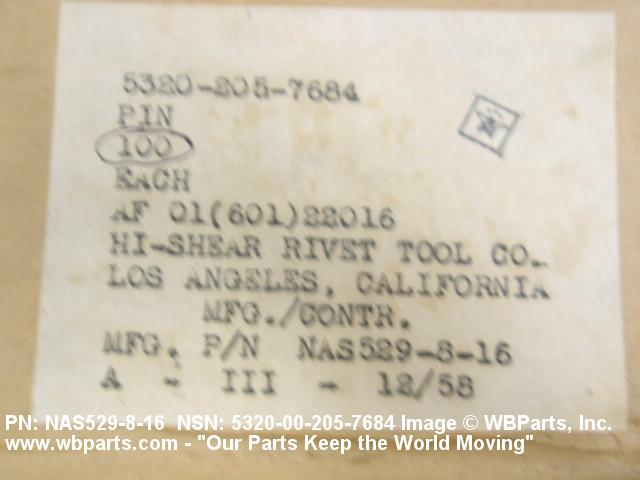 5320-205-7684
PIN
100
EACH
AF 01(601)22016
HI-SHEAR RIVET TOOL CO.
LOS ANGELES, CALIFORNIA
MFG./CONTR.
MFG. P/N NAS529-8-16
A - III - 12/58
PN: NAS529-8-16 NSN: 5320-00-205-7684 Image © WBParts, Inc.
www.wbparts.com - "Our Parts Keep the World Moving"